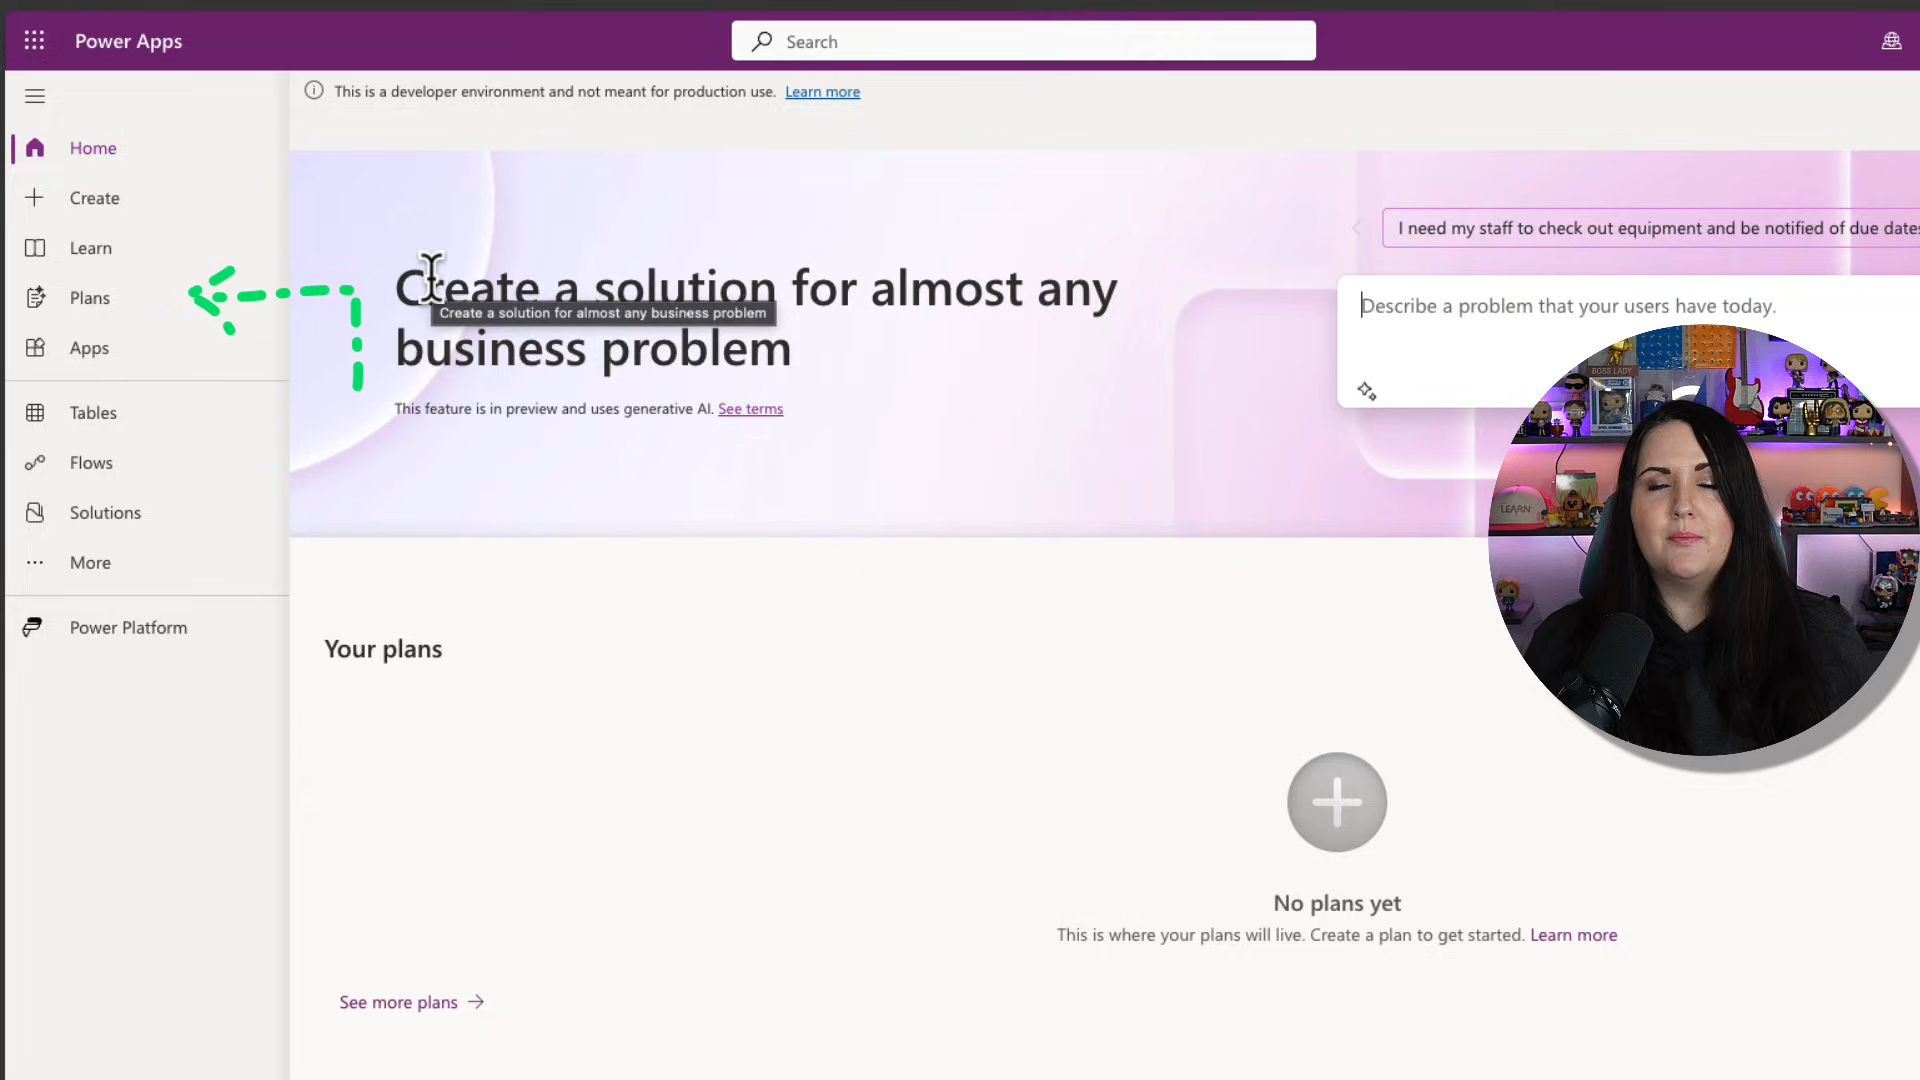 Power Apps
Search
This is a developer environment and not meant for production use. Learn more
Home
Create
Learn
Plans
Apps
Tables
Flows
Solutions
More
Power Platform
Create a solution for almost any
business problem
Create a solution for almost any business problem
This feature is in preview and uses generative AI. See terms
I need my staff to check out equipment and be notified of due dates
Describe a problem that your users have today.
BOSS LADY
LEARN
Your plans
No plans yet
This is where your plans will live. Create a plan to get started. Learn more
See more plans